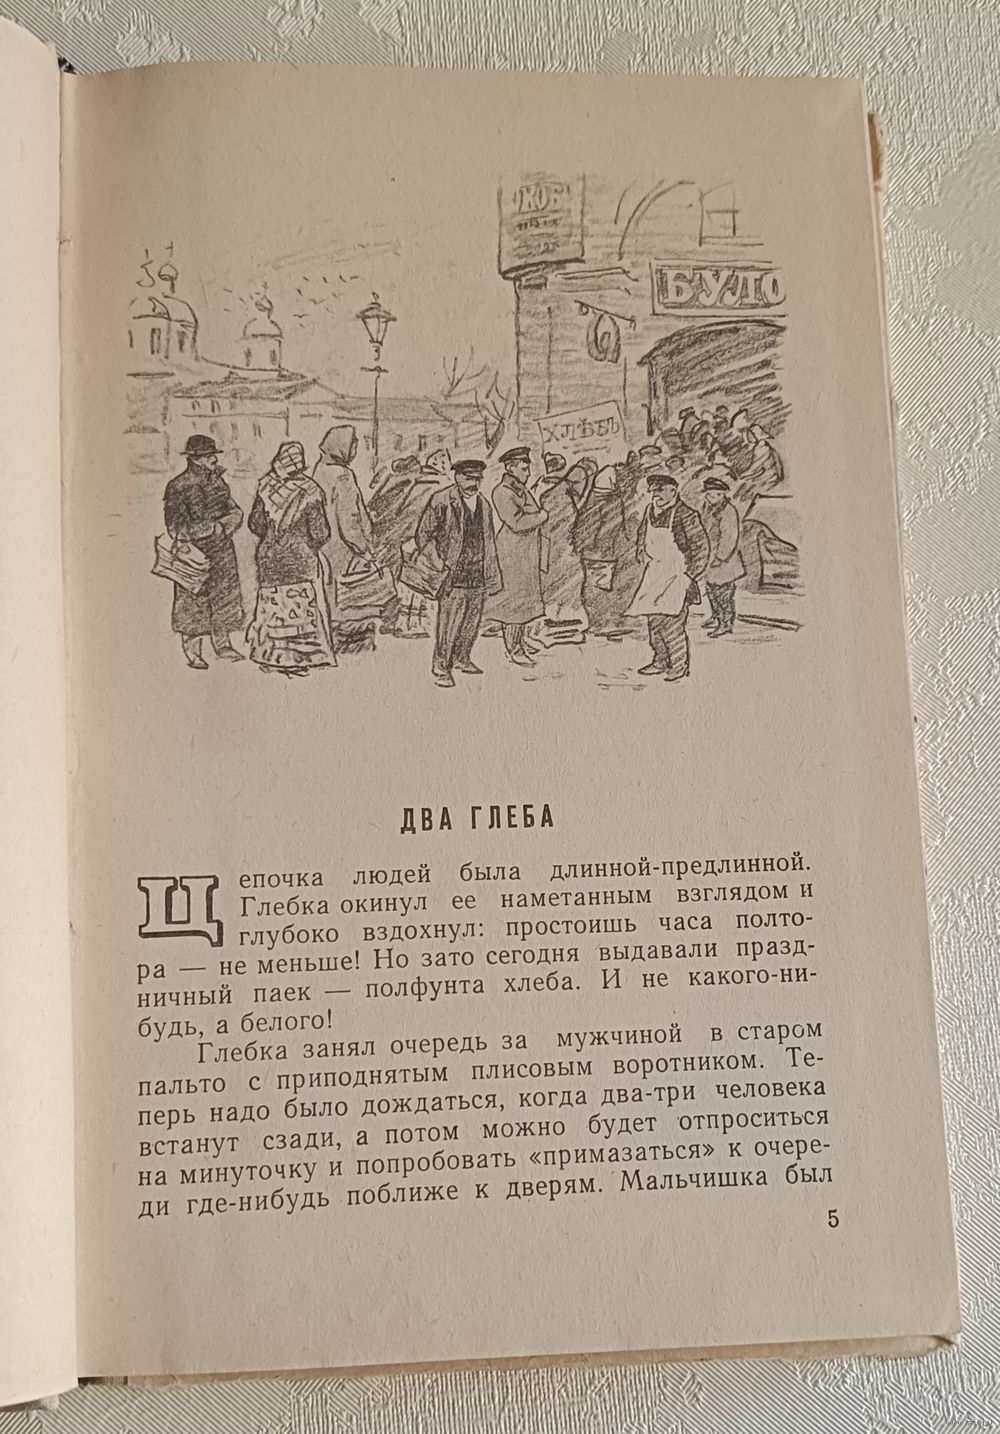 БУЛО
ХЛѢБЪ
ДВА ГЛЕБА
Цепочка людей была длинной-предлинной.
Глебка окинул ее наметанным взглядом и
глубоко вздохнул: простоишь часа полто-
ра — не меньше! Но зато сегодня выдавали празд-
ничный паек — полфунта хлеба. И не какого-ни-
будь, а белого!
Глебка занял очередь за мужчиной в старом
пальто с приподнятым плисовым воротником. Те-
перь надо было дождаться, когда два-три человека
встанут сзади, а потом можно будет отпроситься
на минуточку и попробовать «примазаться» к очере-
ди где-нибудь поближе к дверям. Мальчишка был
5